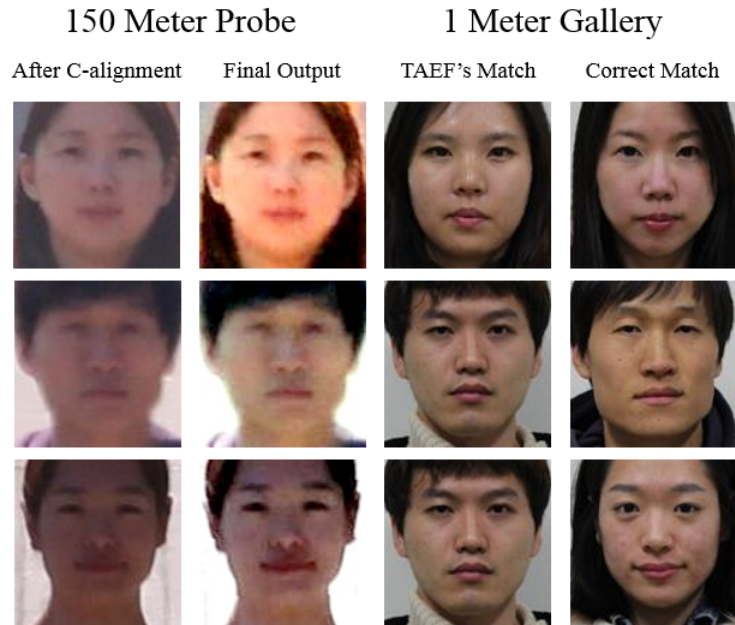 150 Meter Probe
1 Meter Gallery
After C-alignment
Final Output
TAEF's Match
Correct Match